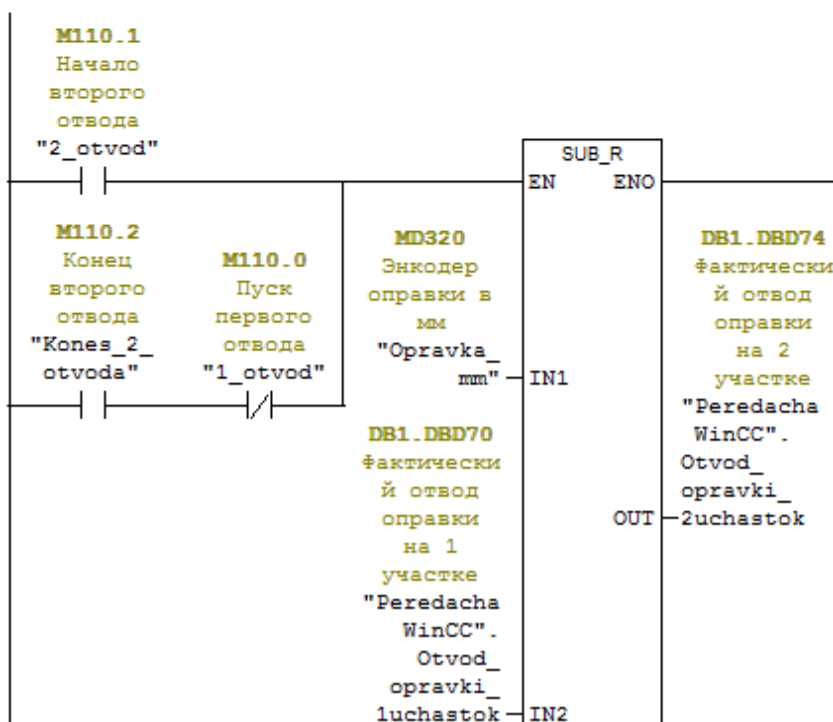 M110.1
Начало
второго
отвода
"2_otvod"
SUB_R
EN ENO
M110.2
Конец
второго
отвода
"Kones_2_
otvoda"
M110.0
Пуск
первого
отвода
"1_otvod"
MD320
Энкодер
оправки в
мм
"Opravka_
mm"
IN1
DB1.DBD74
Фактически
й отвод
оправки
на 2
участке
"Peredacha
WinCC".
Otvod_
opravki_
2uchastok
OUT
DB1.DBD70
Фактически
й отвод
оправки
на 1
участке
"Peredacha
WinCC".
Otvod_
opravki_
1uchastok
IN2